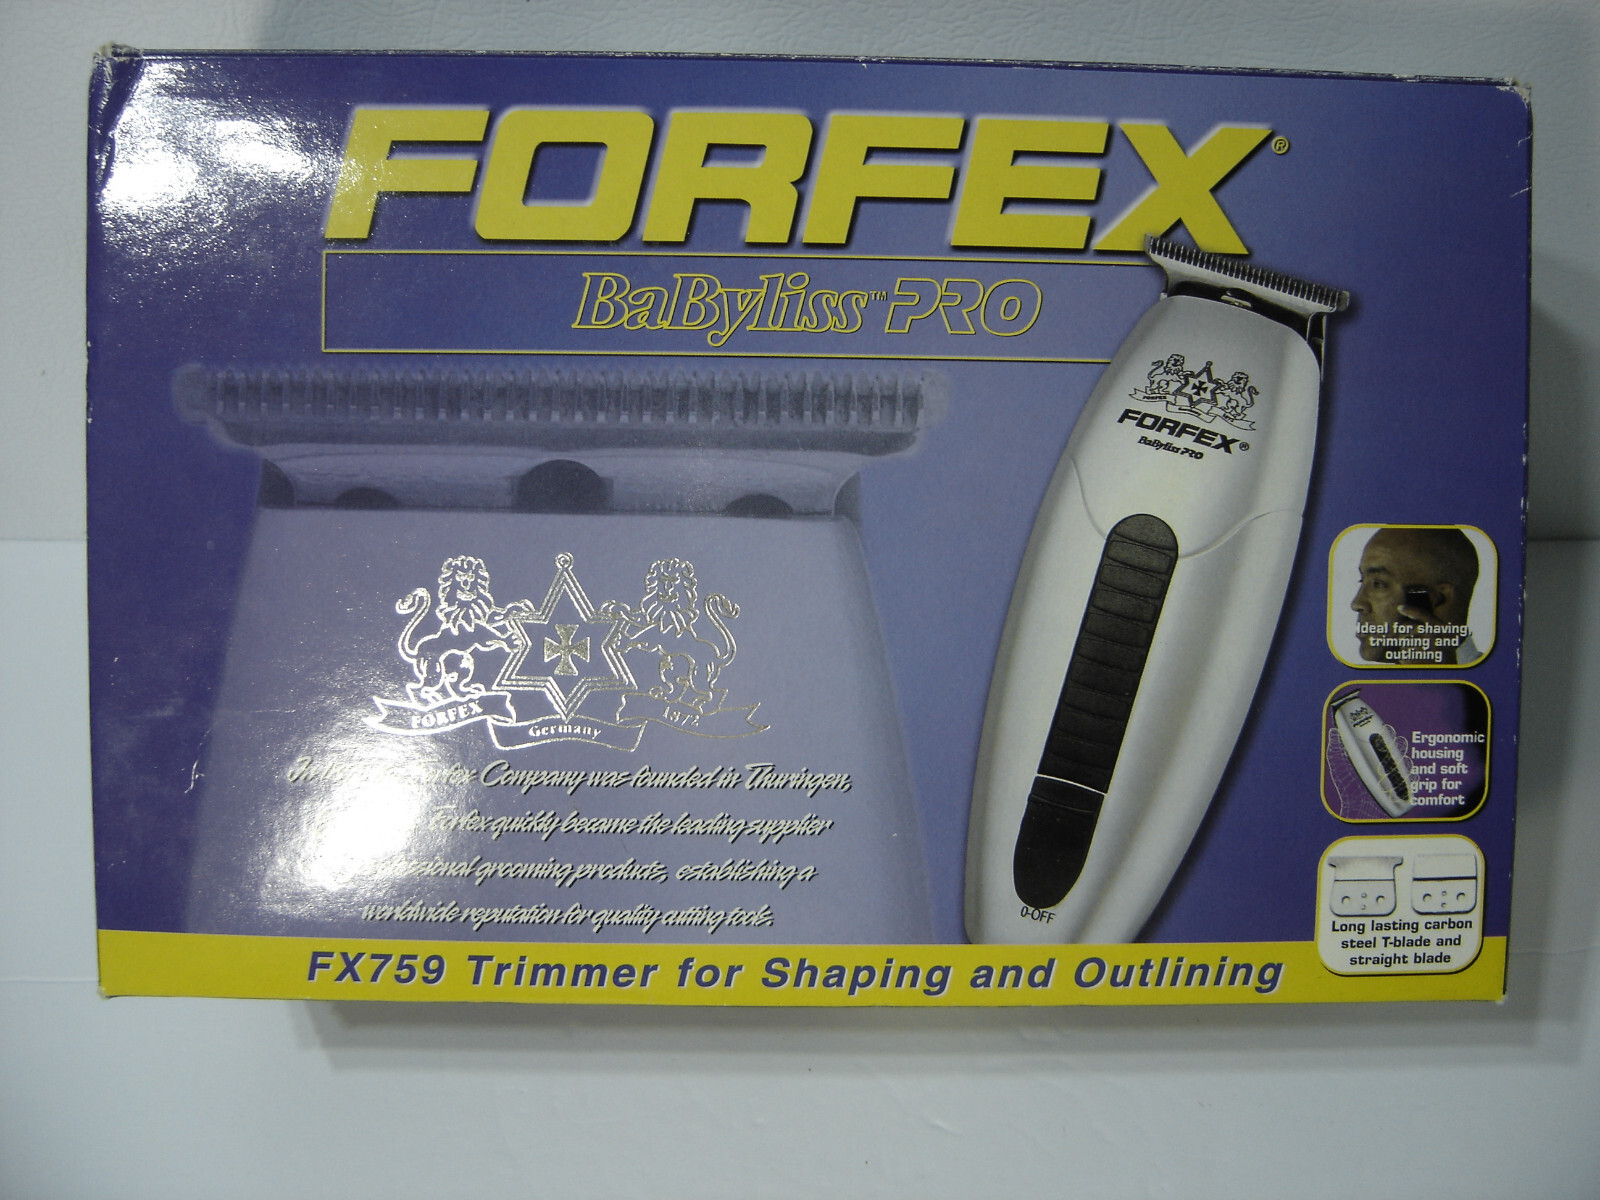 FORFEX®
BaByliss™ PRO
FORFEX
Germany
FORFEX®
BaByliss PRO
0-OFF
FORFEX
Germany
1872
Company was founded in Thuringen,
Forfex quickly became the leading supplier
grooming products, establishing a
worldwide reputation for quality cutting tools.
Ideal for shaving,
trimming and
outlining
Ergonomic
housing
and soft
grip for
comfort
Long lasting carbon
steel T-blade and
straight blade
FX759 Trimmer for Shaping and Outlining